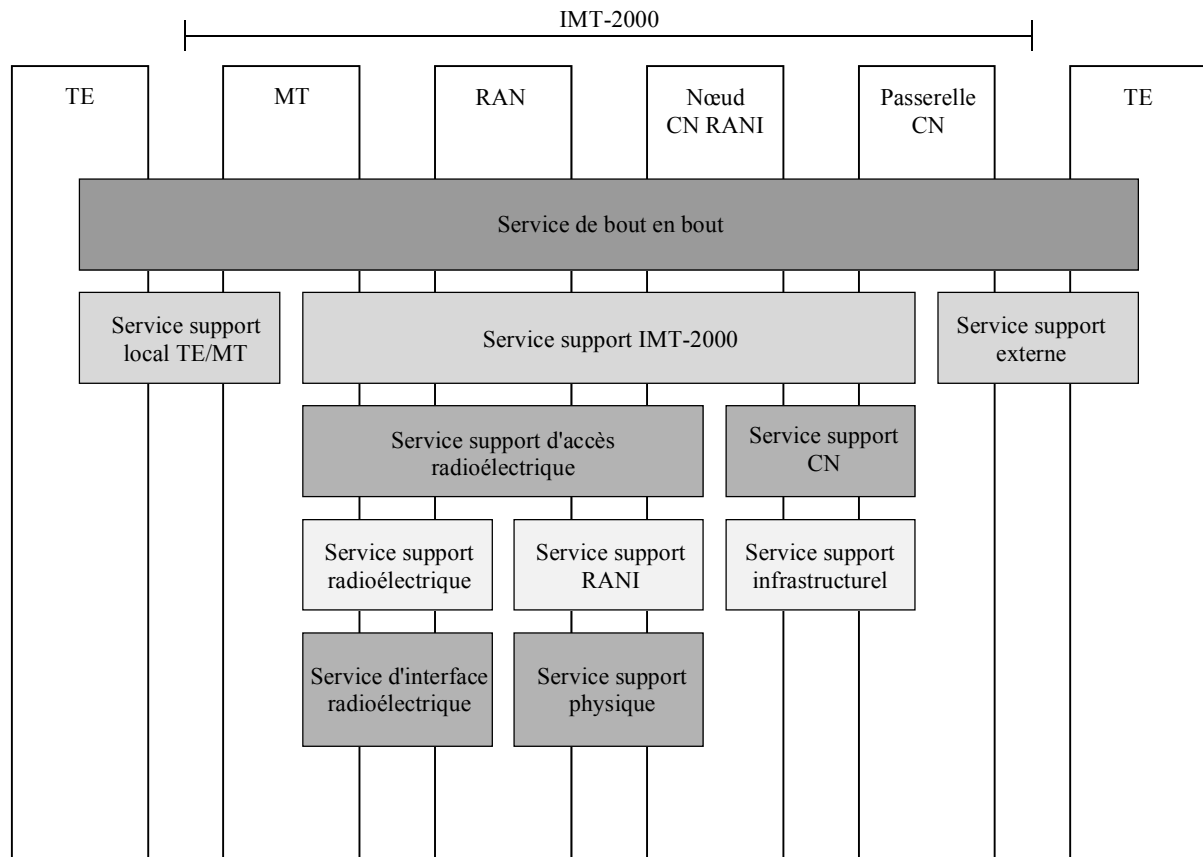 IMT-2000
TE
MT
RAN
Nœud
CN RANI
Passerelle
CN
TE
Service de bout en bout
Service support
local TE/MT
Service support IMT-2000
Service support
externe
Service support d'accès
radioélectrique
Service support
CN
Service support
radioélectrique
Service support
RANI
Service support
infrastructurel
Service d'interface
radioélectrique
Service support
physique